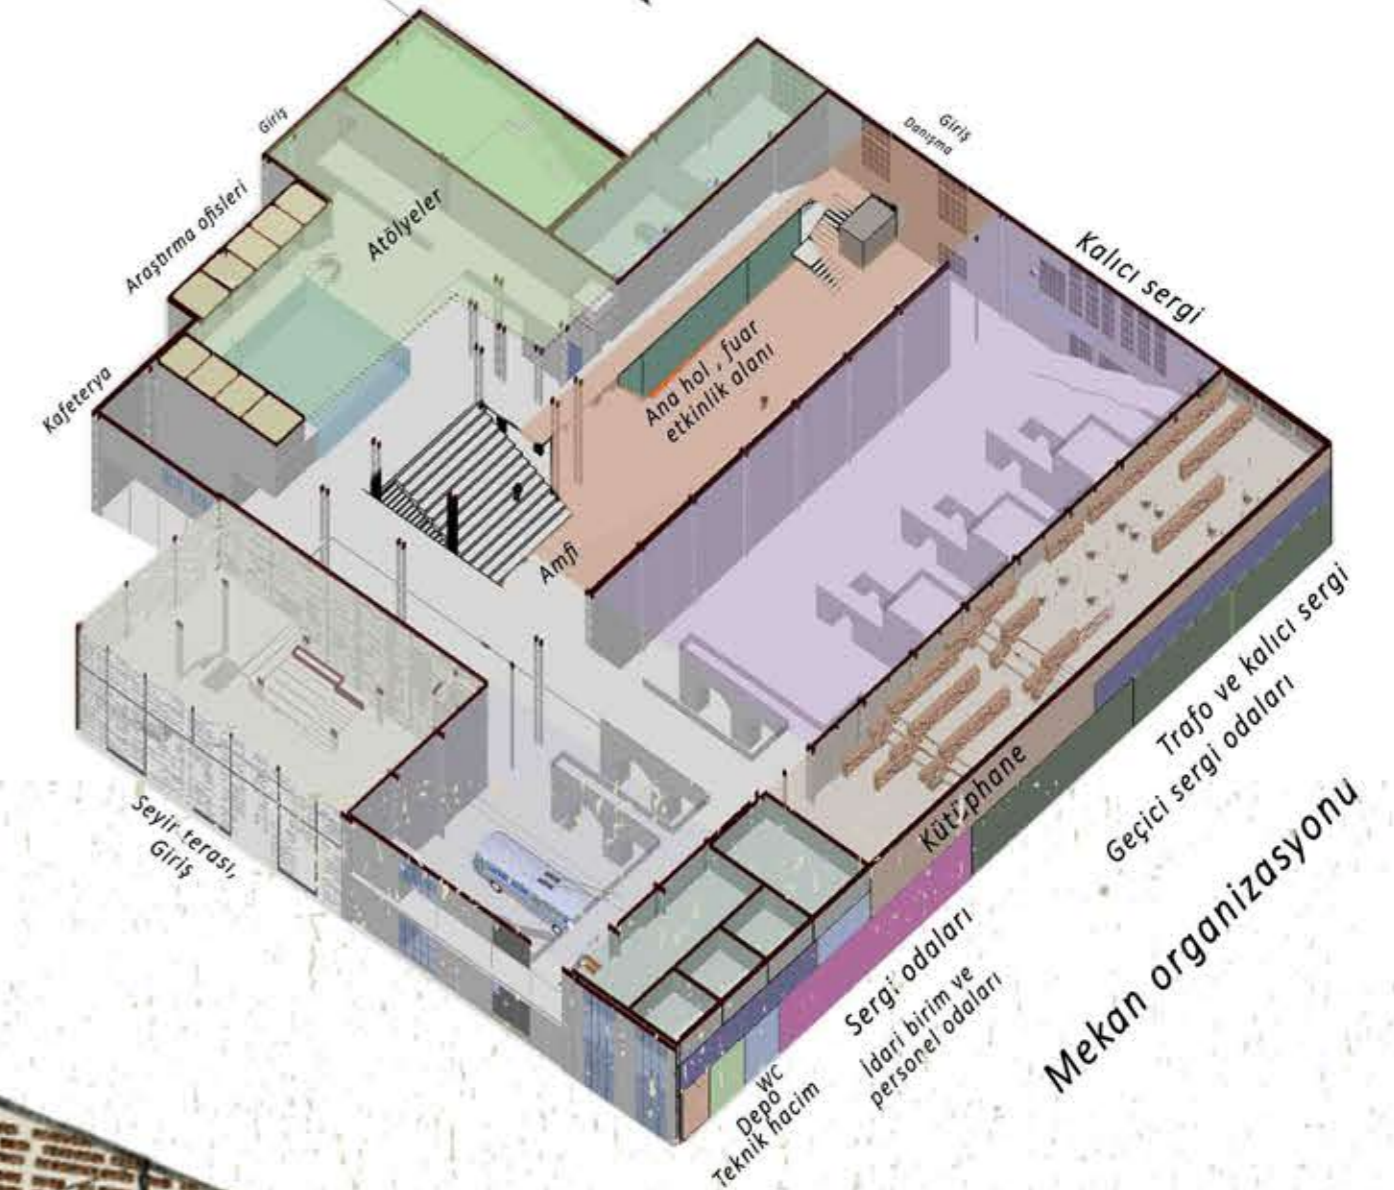 Giriş
Araştırma ofisleri
Kafeterya
Atölyeler
Giriş
Danışma
Kalıcı sergi
Ana hol , fuar
etkinlik alanı
Amfi
Seyir terası,
Giriş
Kütüphane
Trafo ve kalıcı sergi
Geçici sergi odaları
Sergi odaları
İdari birim ve
personel odaları
WC
Depo
Teknik hacim
Mekan organizasyonu